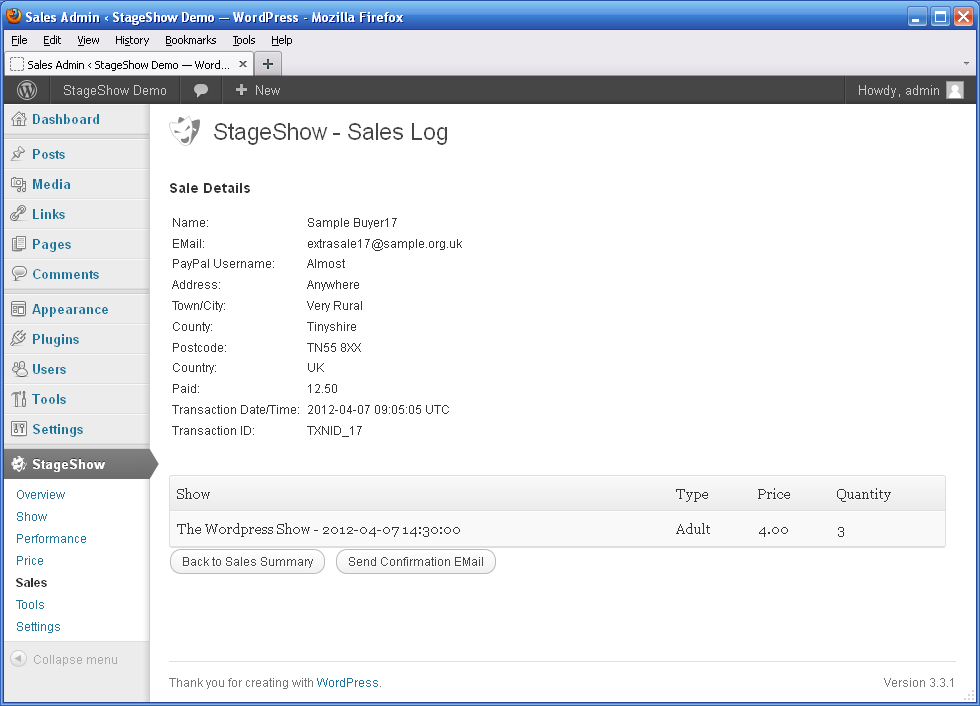 Sales Admin ‹ StageShow Demo — WordPress - Mozilla Firefox
File Edit View History Bookmarks Tools Help
Sales Admin ‹ StageShow Demo — Word...
StageShow Demo New Howdy, admin
Dashboard
Posts
Media
Links
Pages
Comments
Appearance
Plugins
Users
Tools
Settings
StageShow
Overview
Show
Performance
Price
Sales
Tools
Settings
Collapse menu
StageShow - Sales Log
Sale Details
Name: Sample Buyer17
EMail: extrasale17@sample.org.uk
PayPal Username: Almost
Address: Anywhere
Town/City: Very Rural
County: Tinyshire
Postcode: TN55 8XX
Country: UK
Paid: 12.50
Transaction Date/Time: 2012-04-07 09:05:05 UTC
Transaction ID: TXNID_17
Show Type Price Quantity
The Wordpress Show - 2012-04-07 14:30:00 Adult 4.00 3
Back to Sales Summary Send Confirmation EMail
Thank you for creating with WordPress. Version 3.3.1